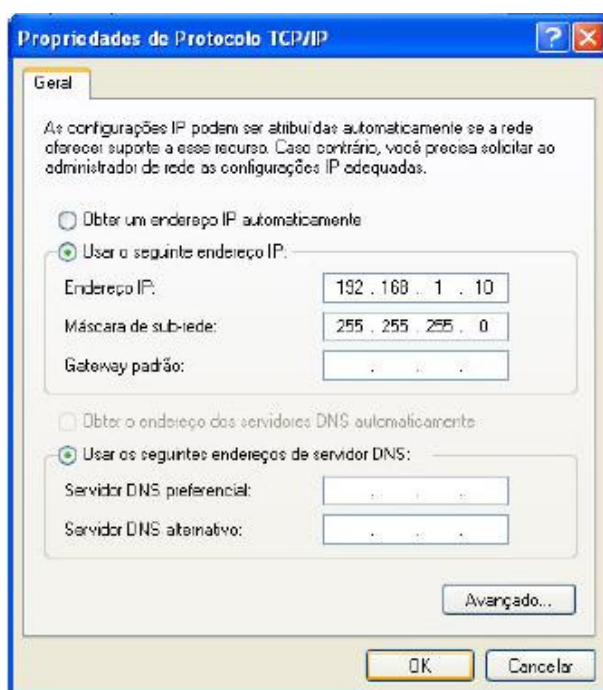 Propriedades de Protocolo TCP/IP
Geral
As configurações IP podem ser atribuídas automaticamente se a rede
oferecer suporte a esse recurso. Caso contrário, você precisa solicitar ao
administrador de rede as configurações IP adequadas.
Obter um endereço IP automaticamente
Usar o seguinte endereço IP:
Endereço IP: 192 . 168 . 1 . 10
Máscara de sub-rede: 255 . 255 . 255 . 0
Gateway padrão: . . .
Obter o endereço dos servidores DNS automaticamente
Usar os seguintes endereços de servidor DNS:
Servidor DNS preferencial: . . .
Servidor DNS alternativo: . . .
Avançado...
OK Cancelar